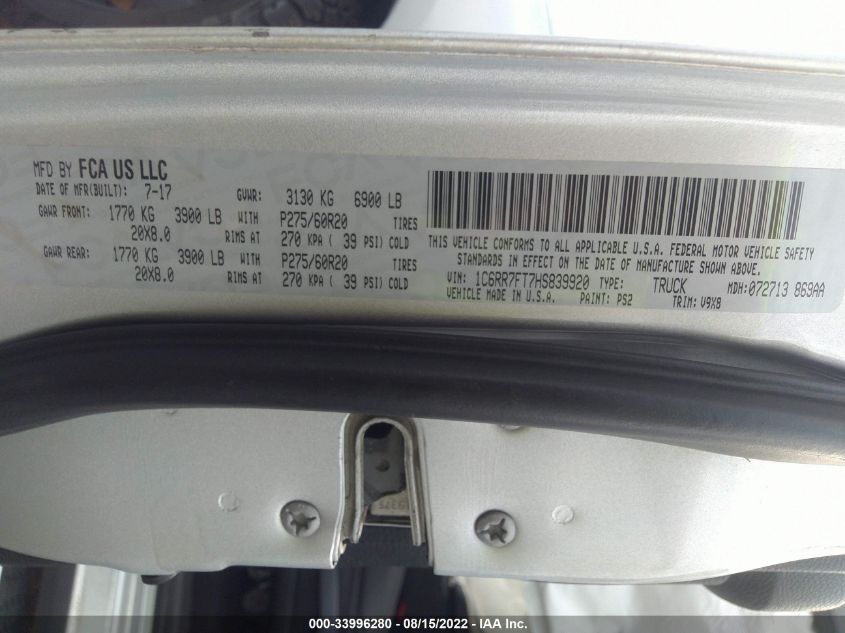 MFD BY FCA US LLC
DATE OF MFR(BUILT): 7-17 GVWR: 3130 KG 6900 LB
GAWR FRONT: 1770 KG 3900 LB WITH P275/60R20 TIRES
20X8.0 RIMS AT 270 KPA ( 39 PSI) COLD
GAWR REAR: 1770 KG 3900 LB WITH P275/60R20 TIRES
20X8.0 RIMS AT 270 KPA ( 39 PSI) COLD
THIS VEHICLE CONFORMS TO ALL APPLICABLE U.S.A. FEDERAL MOTOR VEHICLE SAFETY
STANDARDS IN EFFECT ON THE DATE OF MANUFACTURE SHOWN ABOVE.
VIN: 1C6RR7FT7HS839920 TYPE: TRUCK MDH: 072713 869AA
VEHICLE MADE IN U.S.A. PAINT: PS2 TRIM: V9X8
000-33996280 - 08/15/2022 - IAA Inc.